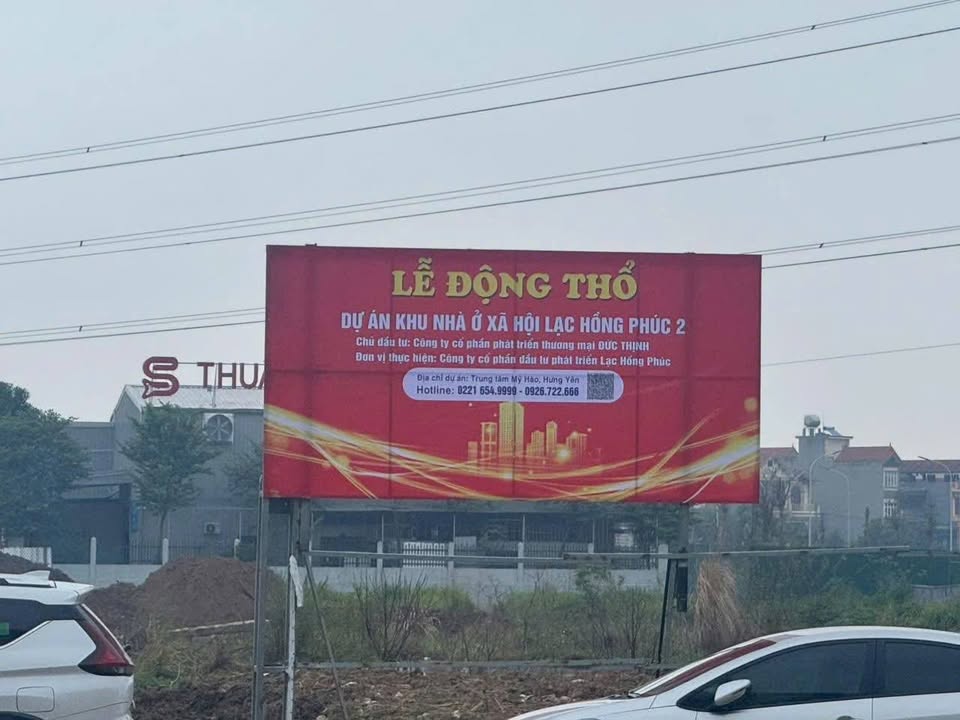 LỄ ĐỘNG THỔ
DỰ ÁN KHU NHÀ Ở XÃ HỘI LẠC HỒNG PHÚC 2
Chủ đầu tư: Công ty cổ phần phát triển thương mại ĐỨC THỊNH
Đơn vị thực hiện: Công ty cổ phần đầu tư phát triển Lạc Hồng Phúc
Địa chỉ dự án: Trung tâm Mỹ Hào, Hưng Yên
Hotline: 0221 654.9999 - 0926.722.666
S THUA